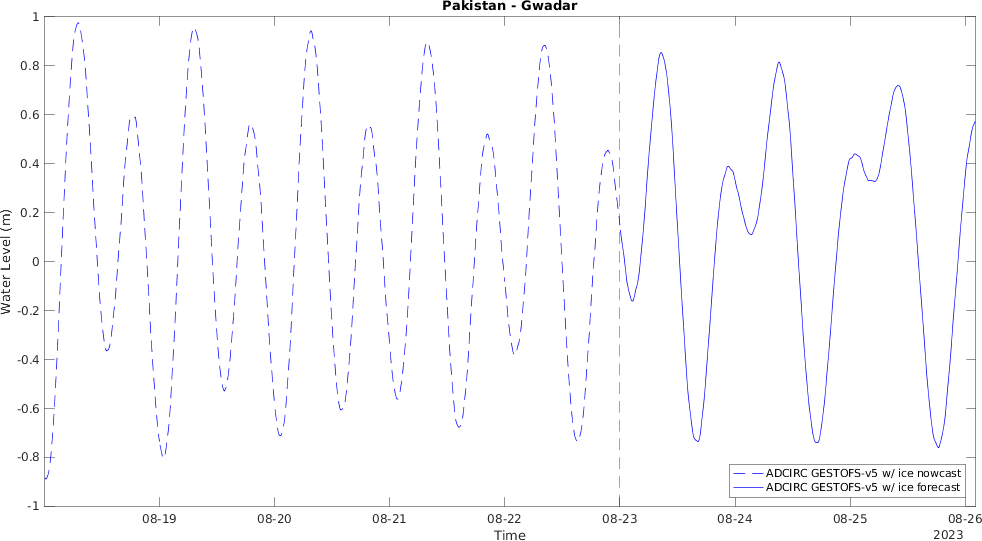 Pakistan - Gwadar
1
0.8
0.6
0.4
0.2
0
-0.2
-0.4
-0.6
-0.8
-1
Water Level (m)
08-19 08-20 08-21 08-22 08-23 08-24 08-25 08-26
Time
2023
ADCIRC GESTOFS-v5 w/ ice nowcast
ADCIRC GESTOFS-v5 w/ ice forecast